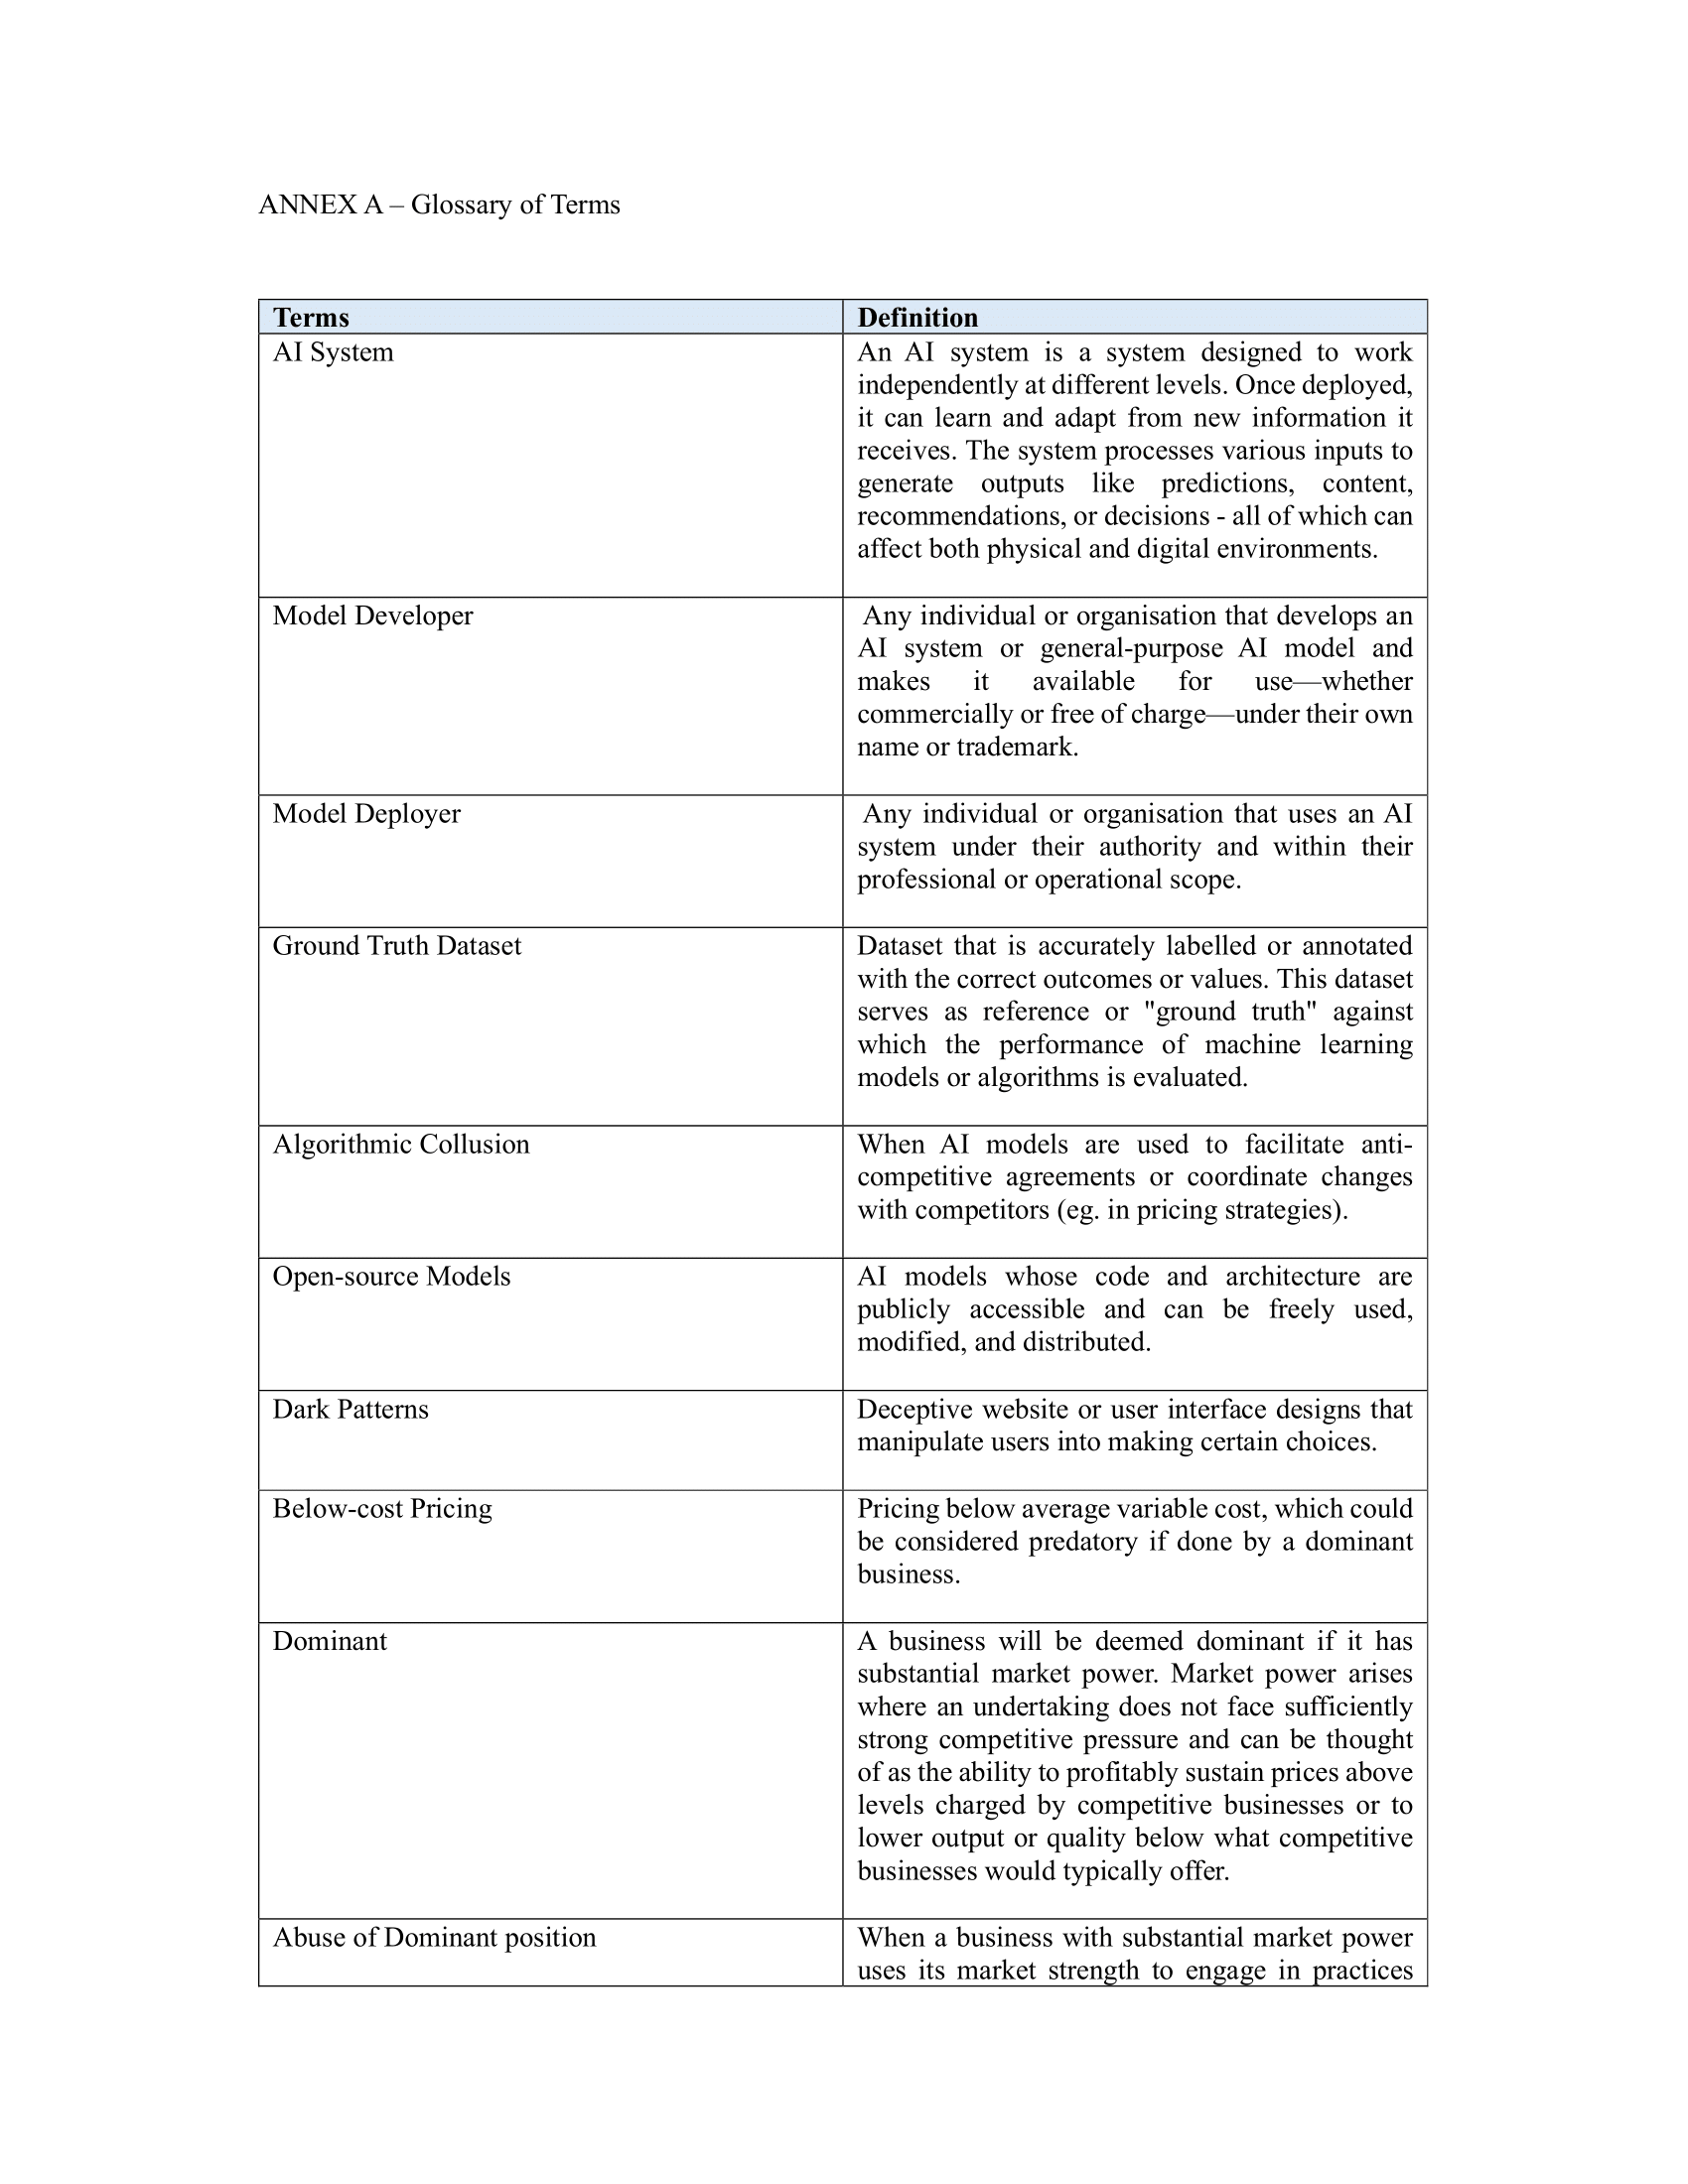 ANNEX A – Glossary of Terms
Terms
Definition
AI System
An AI system is a system designed to work
independently at different levels. Once deployed,
it can learn and adapt from new information it
receives. The system processes various inputs to
generate outputs like predictions, content,
recommendations, or decisions - all of which can
affect both physical and digital environments.
Model Developer
Any individual or organisation that develops an
AI system or general-purpose AI model and
makes it available for use—whether
commercially or free of charge—under their own
name or trademark.
Model Deployer
Any individual or organisation that uses an AI
system under their authority and within their
professional or operational scope.
Ground Truth Dataset
Dataset that is accurately labelled or annotated
with the correct outcomes or values. This dataset
serves as reference or "ground truth" against
which the performance of machine learning
models or algorithms is evaluated.
Algorithmic Collusion
When AI models are used to facilitate anti-
competitive agreements or coordinate changes
with competitors (eg. in pricing strategies).
Open-source Models
AI models whose code and architecture are
publicly accessible and can be freely used,
modified, and distributed.
Dark Patterns
Deceptive website or user interface designs that
manipulate users into making certain choices.
Below-cost Pricing
Pricing below average variable cost, which could
be considered predatory if done by a dominant
business.
Dominant
A business will be deemed dominant if it has
substantial market power. Market power arises
where an undertaking does not face sufficiently
strong competitive pressure and can be thought
of as the ability to profitably sustain prices above
levels charged by competitive businesses or to
lower output or quality below what competitive
businesses would typically offer.
Abuse of Dominant position
When a business with substantial market power
uses its market strength to engage in practices